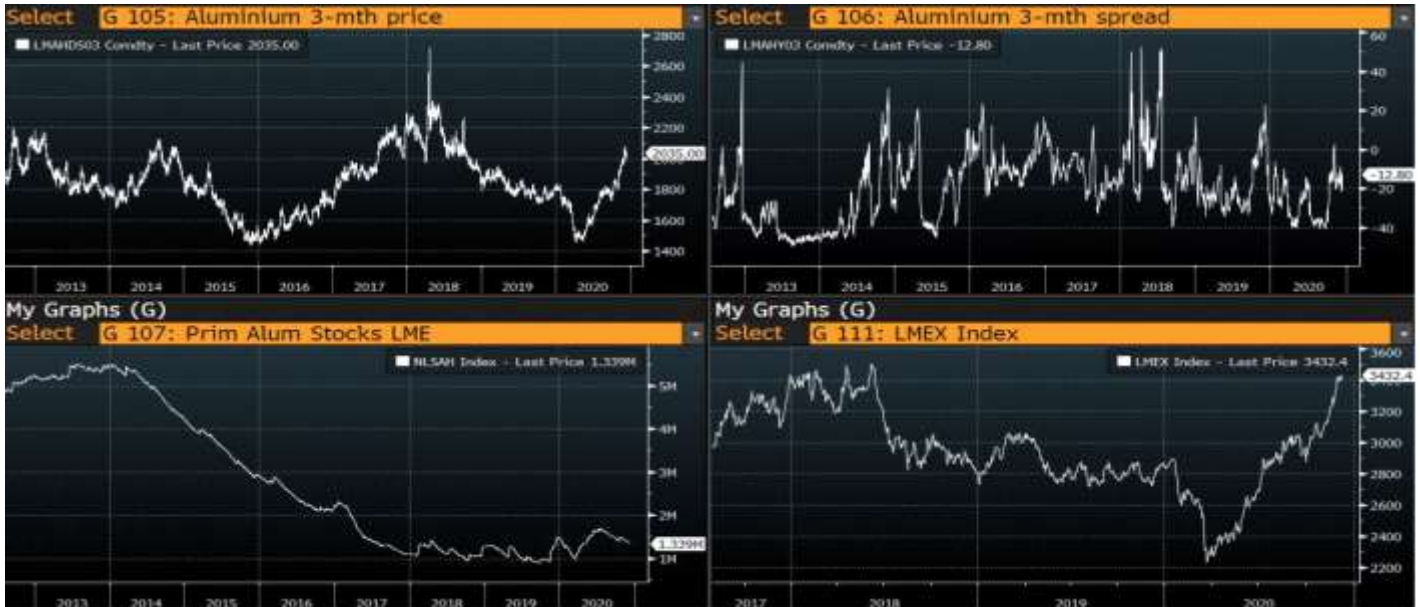 Select G 105: Aluminium 3-mth price
LMAHDS03 Comdty - Last Price 2035.00
2800
2600
2400
2200
2035.00
1800
1600
1400
2013 2014 2015 2016 2017 2018 2019 2020
Select G 106: Aluminium 3-mth spread
LMAHY03 Comdty - Last Price -12.80
60
40
20
0
-12.80
-20
-40
2013 2014 2015 2016 2017 2018 2019 2020
My Graphs (G)
Select G 107: Prim Alum Stocks LME
NLSAH Index - Last Price 1.339M
5M
4M
3M
2M
1.339M
1M
2013 2014 2015 2016 2017 2018 2019 2020
My Graphs (G)
Select G 111: LMEX Index
LMEX Index - Last Price 3432.4
3600
3432.4
3200
3000
2800
2600
2400
2200
2017 2018 2019 2020